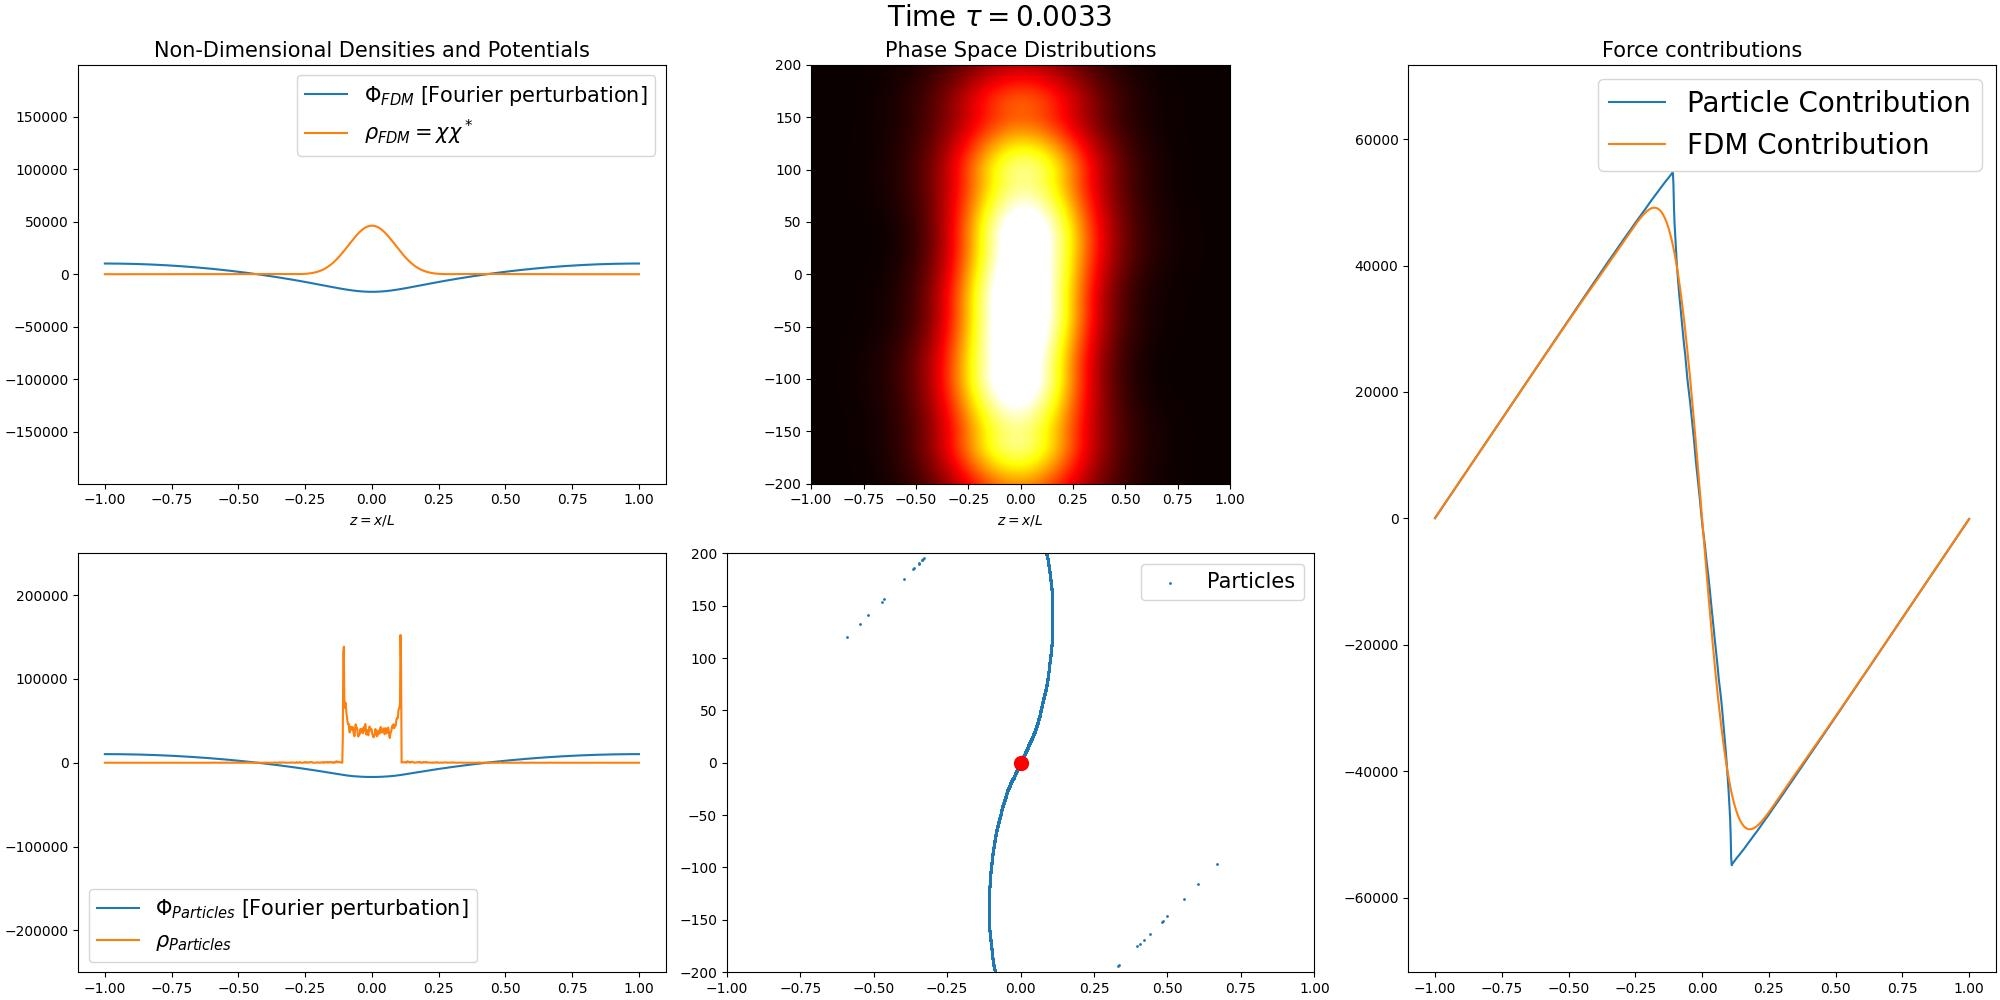 Time τ = 0.0033
Non-Dimensional Densities and Potentials
Φ_FDM [Fourier perturbation]
ρ_FDM = χχ*
150000
100000
50000
0
−50000
−100000
−150000
−1.00 −0.75 −0.50 −0.25 0.00 0.25 0.50 0.75 1.00
z = x/L
Phase Space Distributions
200
150
100
50
0
−50
−100
−150
−200
−1.00 −0.75 −0.50 −0.25 0.00 0.25 0.50 0.75 1.00
z = x/L
Force contributions
Particle Contribution
FDM Contribution
60000
40000
20000
0
−20000
−40000
−60000
−1.00 −0.75 −0.50 −0.25 0.00 0.25 0.50 0.75 1.00
200000
100000
0
−100000
−200000
Φ_Particles [Fourier perturbation]
ρ_Particles
−1.00 −0.75 −0.50 −0.25 0.00 0.25 0.50 0.75 1.00
Particles
200
150
100
50
0
−50
−100
−150
−200
−1.00 −0.75 −0.50 −0.25 0.00 0.25 0.50 0.75 1.00